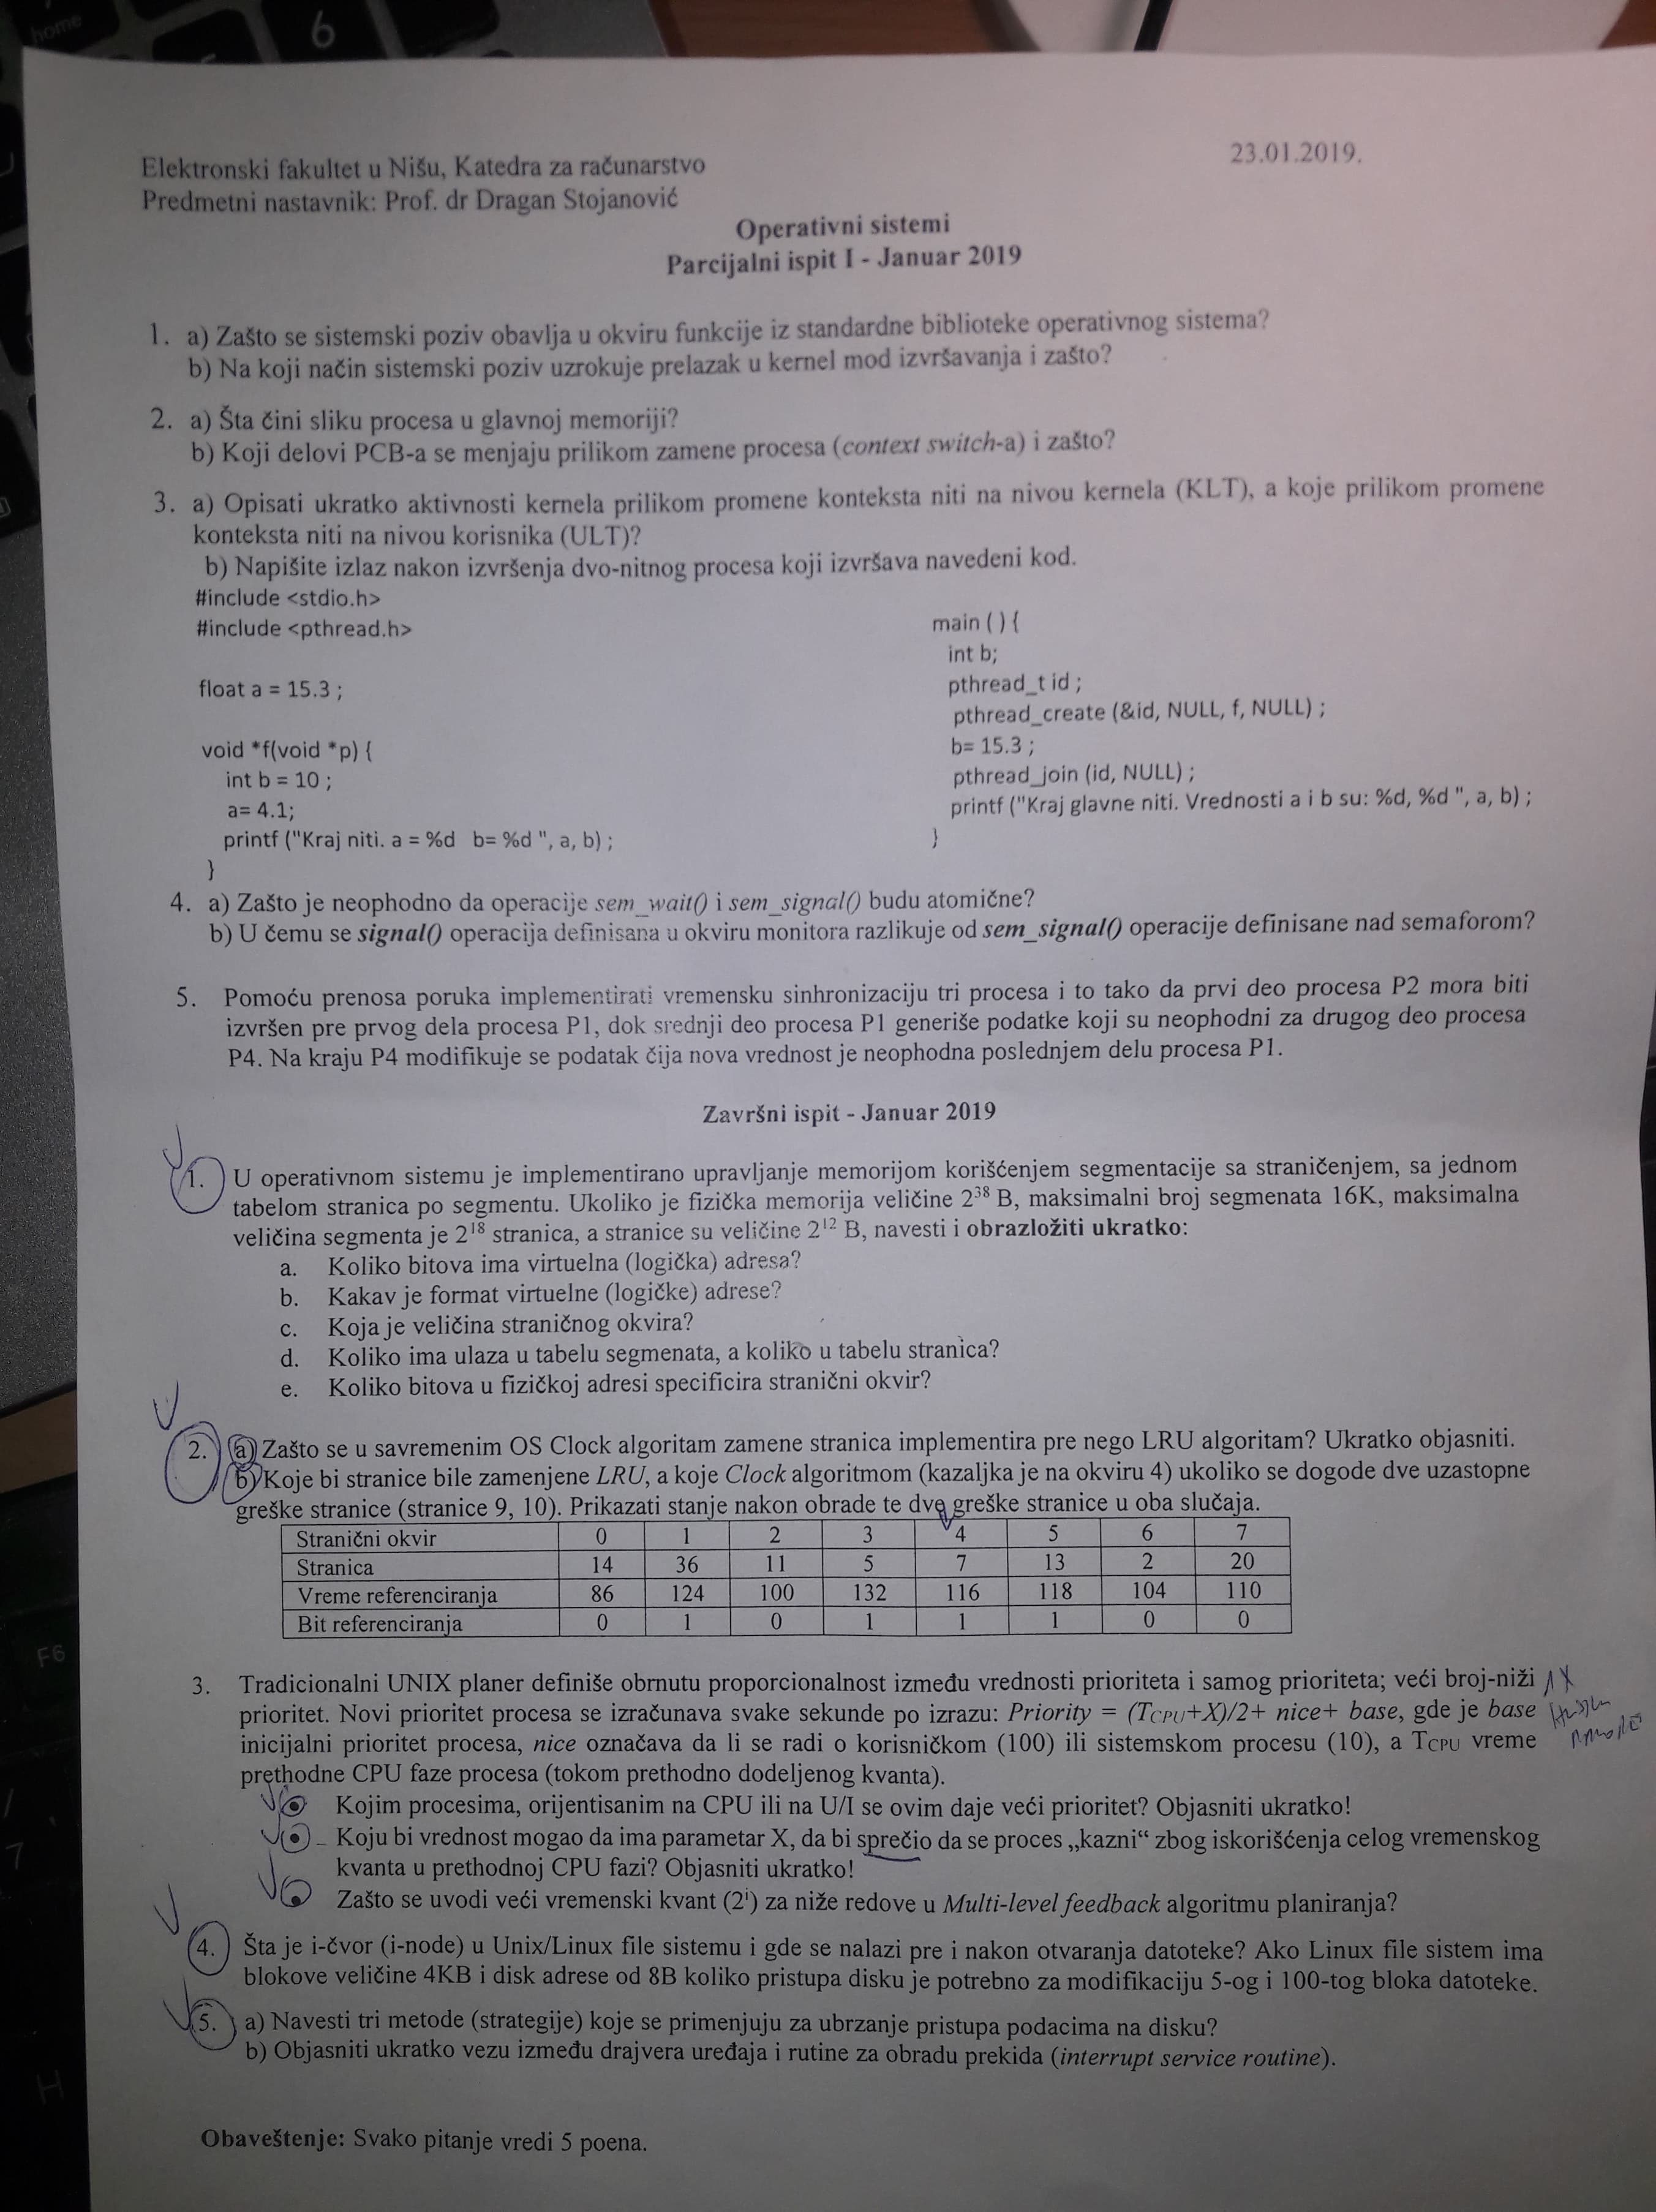 home
6
Elektronski fakultet u Nišu, Katedra za računarstvo
23.01.2019.
Predmetni nastavnik: Prof. dr Dragan Stojanović
Operativni sistemi
Parcijalni ispit I - Januar 2019
1. a) Zašto se sistemski poziv obavlja u okviru funkcije iz standardne biblioteke operativnog sistema?
b) Na koji način sistemski poziv uzrokuje prelazak u kernel mod izvršavanja i zašto?
2. a) Šta čini sliku procesa u glavnoj memoriji?
b) Koji delovi PCB-a se menjaju prilikom zamene procesa (context switch-a) i zašto?
3. a) Opisati ukratko aktivnosti kernela prilikom promene konteksta niti na nivou kernela (KLT), a koje prilikom promene
konteksta niti na nivou korisnika (ULT)?
b) Napišite izlaz nakon izvršenja dvo-nitnog procesa koji izvršava navedeni kod.
#include <stdio.h>
#include <pthread.h>
float a = 15.3 ;
void *f(void *p) {
int b = 10 ;
a= 4.1;
printf ("Kraj niti. a = %d b= %d ", a, b) ;
}
main ( ) {
int b;
pthread_t id ;
pthread_create (&id, NULL, f, NULL) ;
b= 15.3 ;
pthread_join (id, NULL) ;
printf ("Kraj glavne niti. Vrednosti a i b su: %d, %d ", a, b) ;
}
4. a) Zašto je neophodno da operacije sem_wait() i sem_signal() budu atomične?
b) U čemu se signal() operacija definisana u okviru monitora razlikuje od sem_signal() operacije definisane nad semaforom?
5. Pomoću prenosa poruka implementirati vremensku sinhronizaciju tri procesa i to tako da prvi deo procesa P2 mora biti
izvršen pre prvog dela procesa P1, dok srednji deo procesa P1 generiše podatke koji su neophodni za drugog deo procesa
P4. Na kraju P4 modifikuje se podatak čija nova vrednost je neophodna poslednjem delu procesa P1.
Završni ispit - Januar 2019
1. U operativnom sistemu je implementirano upravljanje memorijom korišćenjem segmentacije sa straničenjem, sa jednom
tabelom stranica po segmentu. Ukoliko je fizička memorija veličine 2³⁸ B, maksimalni broj segmenata 16K, maksimalna
veličina segmenta je 2¹⁸ stranica, a stranice su veličine 2¹² B, navesti i obrazložiti ukratko:
a. Koliko bitova ima virtuelna (logička) adresa?
b. Kakav je format virtuelne (logičke) adrese?
c. Koja je veličina straničnog okvira?
d. Koliko ima ulaza u tabelu segmenata, a koliko u tabelu stranica?
e. Koliko bitova u fizičkoj adresi specificira stranični okvir?
2. a) Zašto se u savremenim OS Clock algoritam zamene stranica implementira pre nego LRU algoritam? Ukratko objasniti.
b) Koje bi stranice bile zamenjene LRU, a koje Clock algoritmom (kazaljka je na okviru 4) ukoliko se dogode dve uzastopne
greške stranice (stranice 9, 10). Prikazati stanje nakon obrade te dve greške stranice u oba slučaja.
Stranični okvir 0 1 2 3 4 5 6 7
Stranica 14 36 11 5 7 13 2 20
Vreme referenciranja 86 124 100 132 116 118 104 110
Bit referenciranja 0 1 0 1 1 1 0 0
3. Tradicionalni UNIX planer definiše obrnutu proporcionalnost između vrednosti prioriteta i samog prioriteta; veći broj-niži
prioritet. Novi prioritet procesa se izračunava svake sekunde po izrazu: Priority = (TCPU+X)/2+ nice+ base, gde je base
inicijalni prioritet procesa, nice označava da li se radi o korisničkom (100) ili sistemskom procesu (10), a TCPU vreme
prethodne CPU faze procesa (tokom prethodno dodeljenog kvanta).
• Kojim procesima, orijentisanim na CPU ili na U/I se ovim daje veći prioritet? Objasniti ukratko!
• Koju bi vrednost mogao da ima parametar X, da bi sprečio da se proces „kazni“ zbog iskorišćenja celog vremenskog
kvanta u prethodnoj CPU fazi? Objasniti ukratko!
• Zašto se uvodi veći vremenski kvant (2ⁱ) za niže redove u Multi-level feedback algoritmu planiranja?
4. Šta je i-čvor (i-node) u Unix/Linux file sistemu i gde se nalazi pre i nakon otvaranja datoteke? Ako Linux file sistem ima
blokove veličine 4KB i disk adrese od 8B koliko pristupa disku je potrebno za modifikaciju 5-og i 100-tog bloka datoteke.
5. a) Navesti tri metode (strategije) koje se primenjuju za ubrzanje pristupa podacima na disku?
b) Objasniti ukratko vezu između drajvera uređaja i rutine za obradu prekida (interrupt service routine).
Obaveštenje: Svako pitanje vredi 5 poena.
F6
7
H